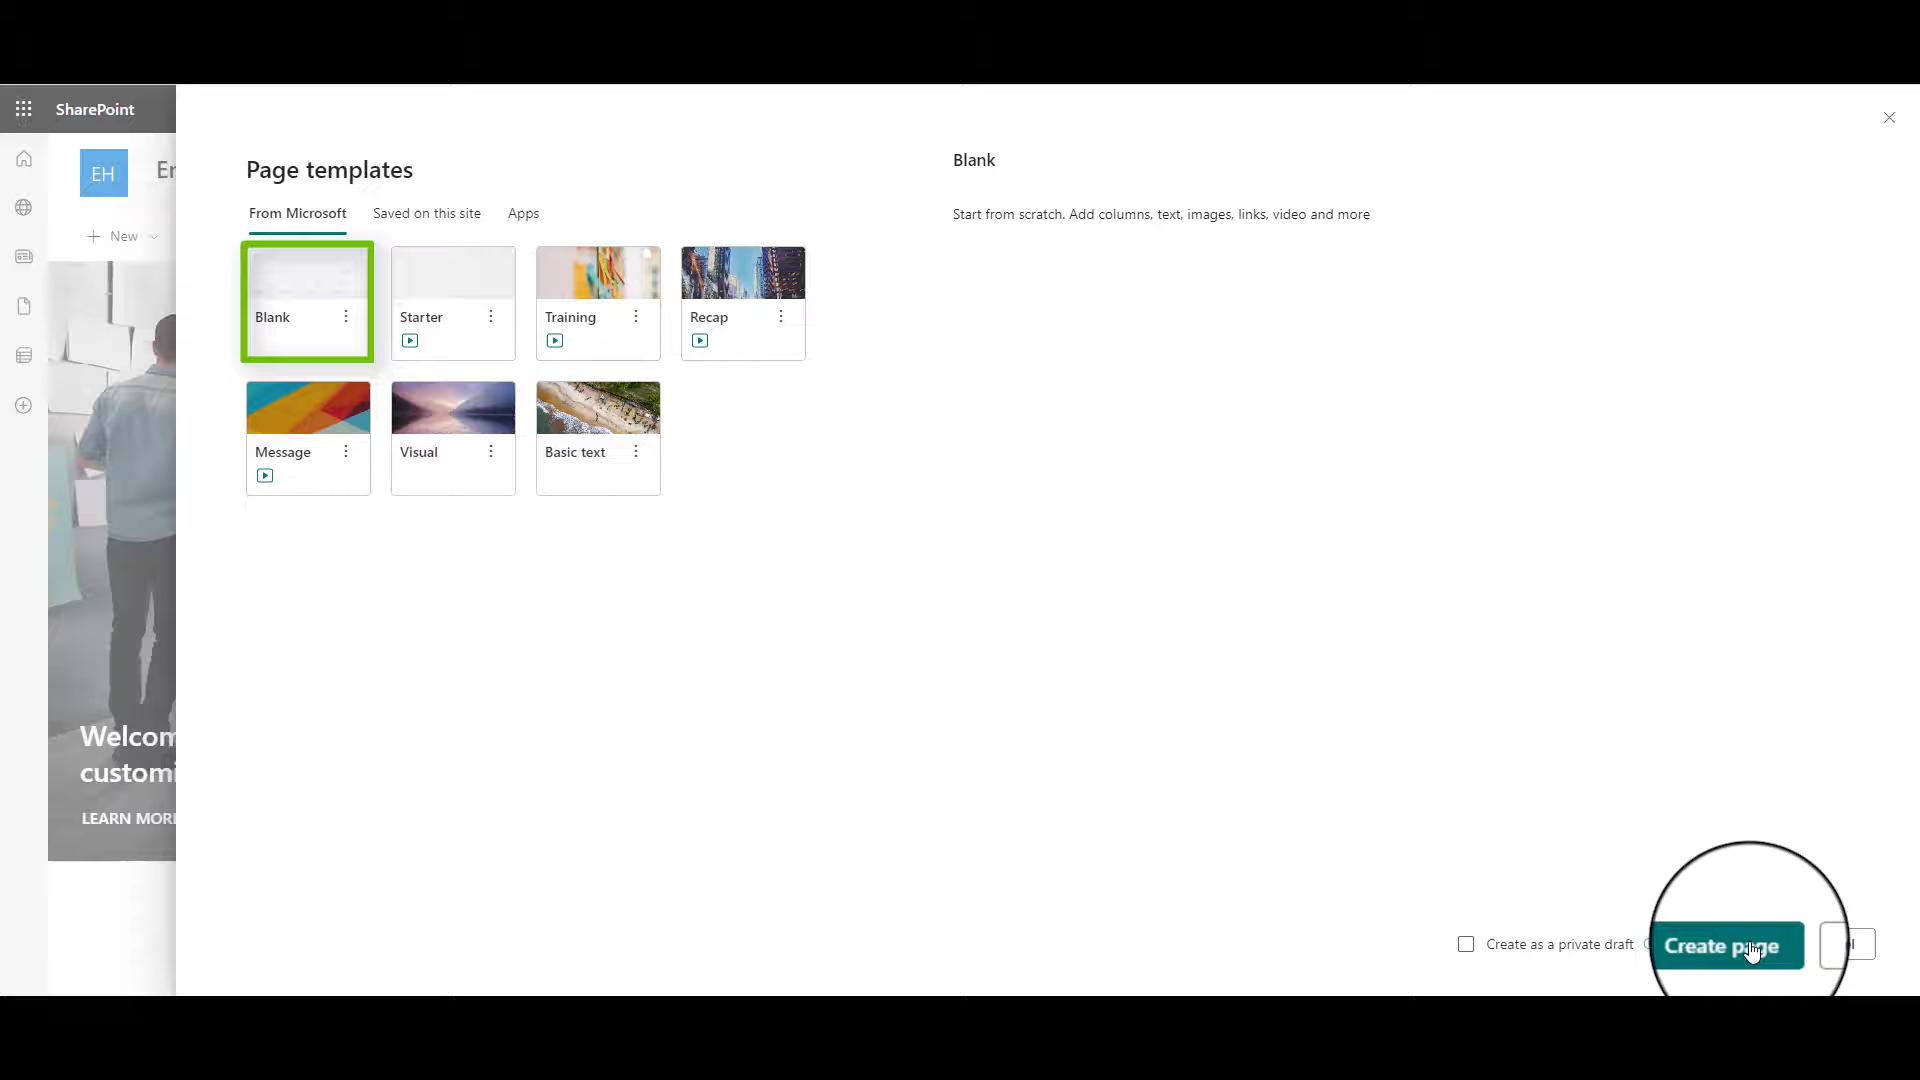 SharePoint
EH
Er
New
Page templates
From Microsoft
Saved on this site
Apps
Blank
Starter
Training
Recap
Message
Visual
Basic text
Blank
Start from scratch. Add columns, text, images, links, video and more
Welcom
customi
LEARN MORE
Create as a private draft
Create page